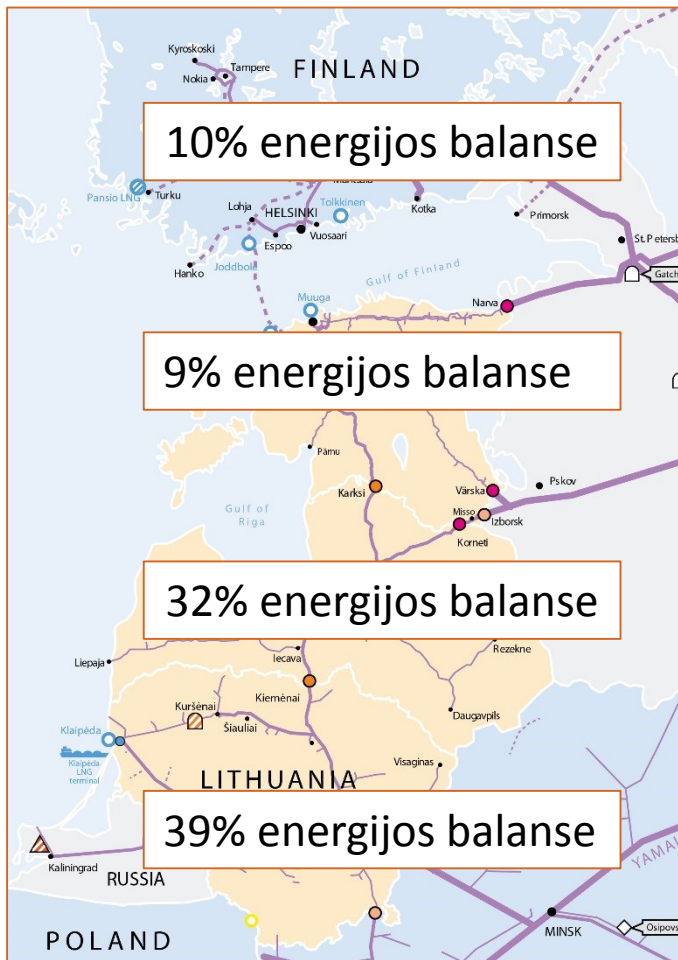 Kyroskoski
Tampere
FINLAND
Nokia
10% energijos balanse
Pansio LNG
Turku
Lohja
Tolkkinen
HELSINKI
Kotka
Primorsk
Vuosaari
Espoo
St. Petersb
Joddbole
Hanko
Gatch
Gulf of Finland
Muuga
Narva
9% energijos balanse
Pärnu
Karksi
Värska
Pskov
Misso
Izborsk
Gulf of
Riga
Korneti
32% energijos balanse
Rezekne
Iecava
Liepaja
Kiemėnai
Kuršėnai
Daugavpils
Šiauliai
Klaipėda
Klaipėda
LNG
terminal
Visaginas
LITHUANIA
39% energijos balanse
YAMAL
Kaliningrad
RUSSIA
MINSK
Osipovs
POLAND